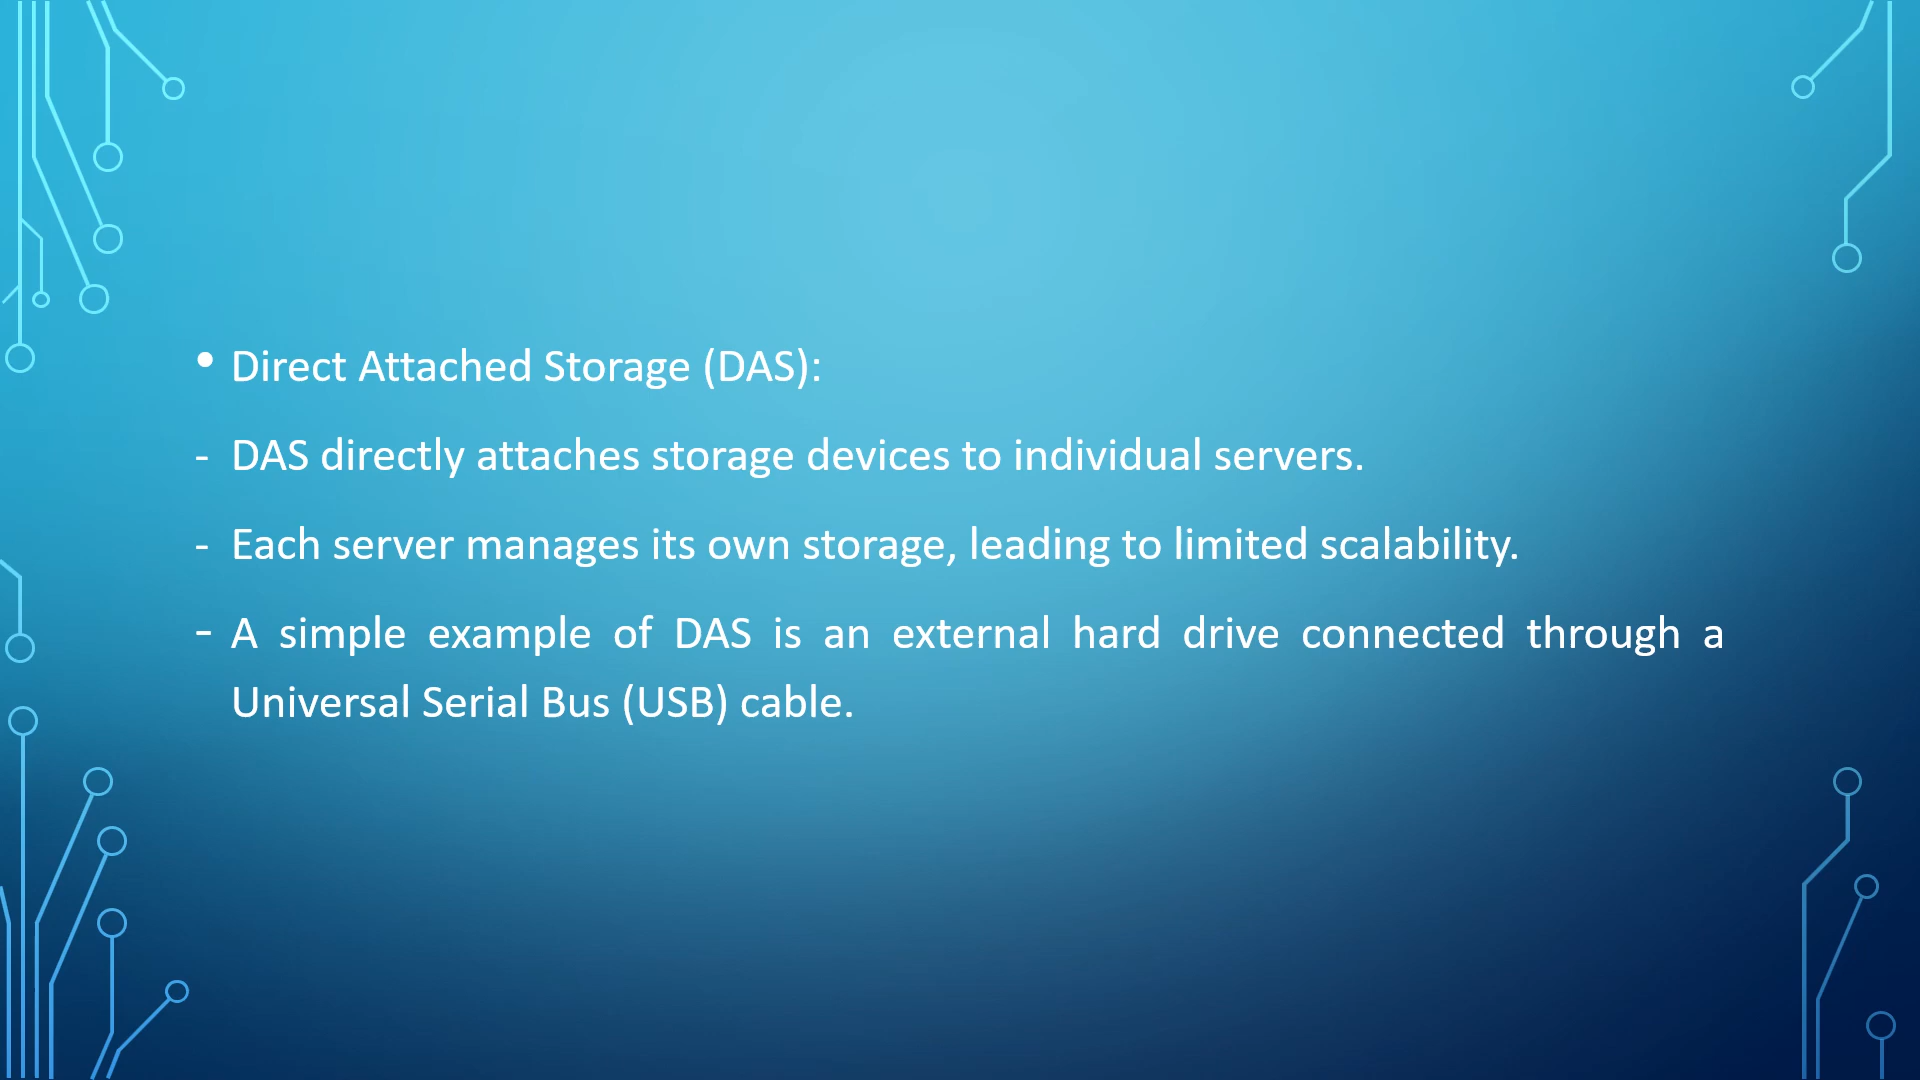 • Direct Attached Storage (DAS):
- DAS directly attaches storage devices to individual servers.
- Each server manages its own storage, leading to limited scalability.
- A simple example of DAS is an external hard drive connected through a
Universal Serial Bus (USB) cable.